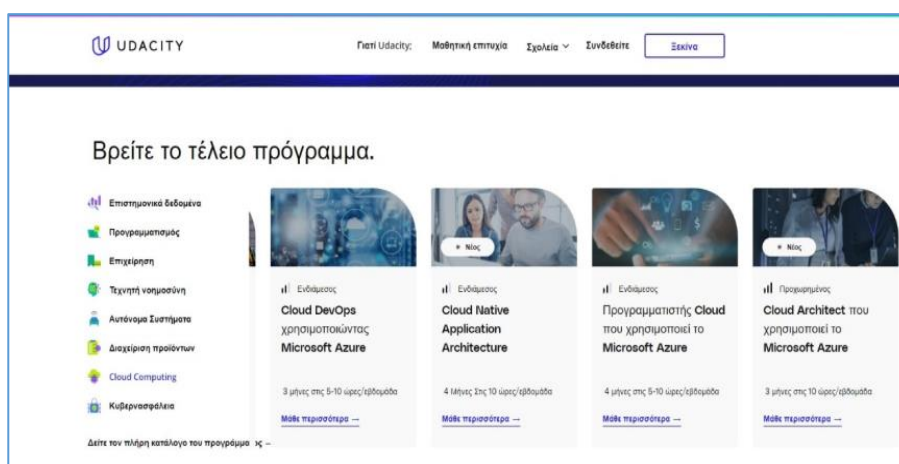 UDACITY
Γιατί Udacity; Μαθητική επιτυχία Σχολεία Συνδεθείτε Ξεκίνα
Βρείτε το τέλειο πρόγραμμα.
Επιστημονικά δεδομένα
Προγραμματισμός
Επιχείρηση
Τεχνητή νοημοσύνη
Αυτόνομα Συστήματα
Διαχείριση προϊόντων
Cloud Computing
Κυβερνασφάλεια
Δείτε τον πλήρη κατάλογο του προγράμμα ος →
Ενδιάμεσος
Cloud DevOps
χρησιμοποιώντας
Microsoft Azure
3 μήνες στις 5-10 ώρες/εβδομάδα
Μάθε περισσότερα →
Νέος
Ενδιάμεσος
Cloud Native
Application
Architecture
4 Μήνες Στις 10 ώρες/εβδομάδα
Μάθε περισσότερα →
Ενδιάμεσος
Προγραμματιστής Cloud
που χρησιμοποιεί το
Microsoft Azure
4 μήνες στις 5-10 ώρες/εβδομάδα
Μάθε περισσότερα →
Νέος
Προχωρημένος
Cloud Architect που
χρησιμοποιεί το
Microsoft Azure
3 μήνες στις 10 ώρες/εβδομάδα
Μάθε περισσότερα →